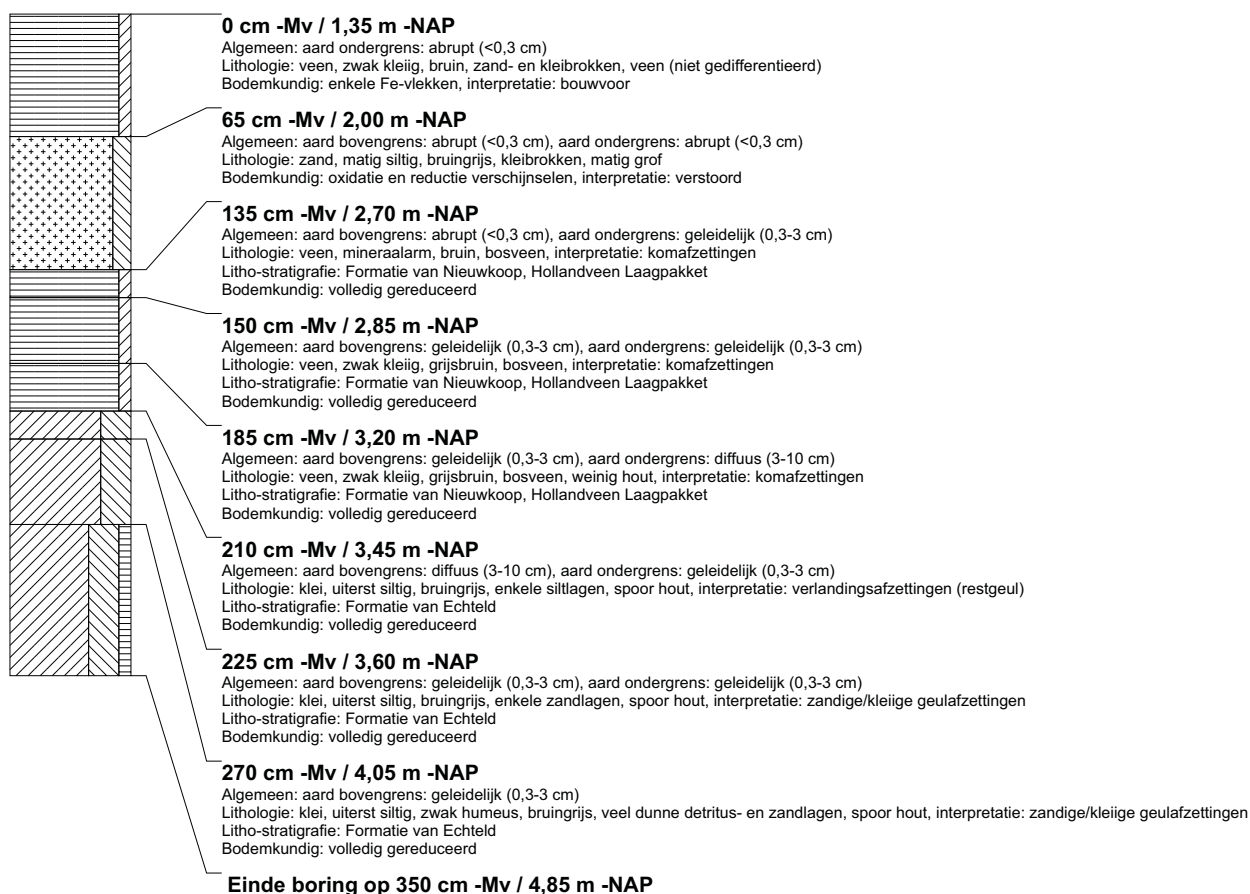 0 cm -Mv / 1,35 m -NAP
Algemeen: aard ondergrens: abrupt (<0,3 cm)
Lithologie: veen, zwak kleiig, bruin, zand- en kleibrokken, veen (niet gedifferentieerd)
Bodemkundig: enkele Fe-vlekken, interpretatie: bouwvoor
65 cm -Mv / 2,00 m -NAP
Algemeen: aard bovengrens: abrupt (<0,3 cm), aard ondergrens: abrupt (<0,3 cm)
Lithologie: zand, matig siltig, bruingrijs, kleibrokken, matig grof
Bodemkundig: oxidatie en reductie verschijnselen, interpretatie: verstoord
135 cm -Mv / 2,70 m -NAP
Algemeen: aard bovengrens: abrupt (<0,3 cm), aard ondergrens: geleidelijk (0,3-3 cm)
Lithologie: veen, mineraalarm, bruin, bosveen, interpretatie: komafzettingen
Litho-stratigrafie: Formatie van Nieuwkoop, Hollandveen Laagpakket
Bodemkundig: volledig gereduceerd
150 cm -Mv / 2,85 m -NAP
Algemeen: aard bovengrens: geleidelijk (0,3-3 cm), aard ondergrens: geleidelijk (0,3-3 cm)
Lithologie: veen, zwak kleiig, grijsbruin, bosveen, interpretatie: komafzettingen
Litho-stratigrafie: Formatie van Nieuwkoop, Hollandveen Laagpakket
Bodemkundig: volledig gereduceerd
185 cm -Mv / 3,20 m -NAP
Algemeen: aard bovengrens: geleidelijk (0,3-3 cm), aard ondergrens: diffuus (3-10 cm)
Lithologie: veen, zwak kleiig, grijsbruin, bosveen, weinig hout, interpretatie: komafzettingen
Litho-stratigrafie: Formatie van Nieuwkoop, Hollandveen Laagpakket
Bodemkundig: volledig gereduceerd
210 cm -Mv / 3,45 m -NAP
Algemeen: aard bovengrens: diffuus (3-10 cm), aard ondergrens: geleidelijk (0,3-3 cm)
Lithologie: klei, uiterst siltig, bruingrijs, enkele siltlagen, spoor hout, interpretatie: verlandingsafzettingen (restgeul)
Litho-stratigrafie: Formatie van Echteld
Bodemkundig: volledig gereduceerd
225 cm -Mv / 3,60 m -NAP
Algemeen: aard bovengrens: geleidelijk (0,3-3 cm), aard ondergrens: geleidelijk (0,3-3 cm)
Lithologie: klei, uiterst siltig, bruingrijs, enkele zandlagen, spoor hout, interpretatie: zandige/kleiige geulafzettingen
Litho-stratigrafie: Formatie van Echteld
Bodemkundig: volledig gereduceerd
270 cm -Mv / 4,05 m -NAP
Algemeen: aard bovengrens: geleidelijk (0,3-3 cm)
Lithologie: klei, uiterst siltig, zwak humeus, bruingrijs, veel dunne detritus- en zandlagen, spoor hout, interpretatie: zandige/kleiige geulafzettingen
Litho-stratigrafie: Formatie van Echteld
Bodemkundig: volledig gereduceerd
Einde boring op 350 cm -Mv / 4,85 m -NAP